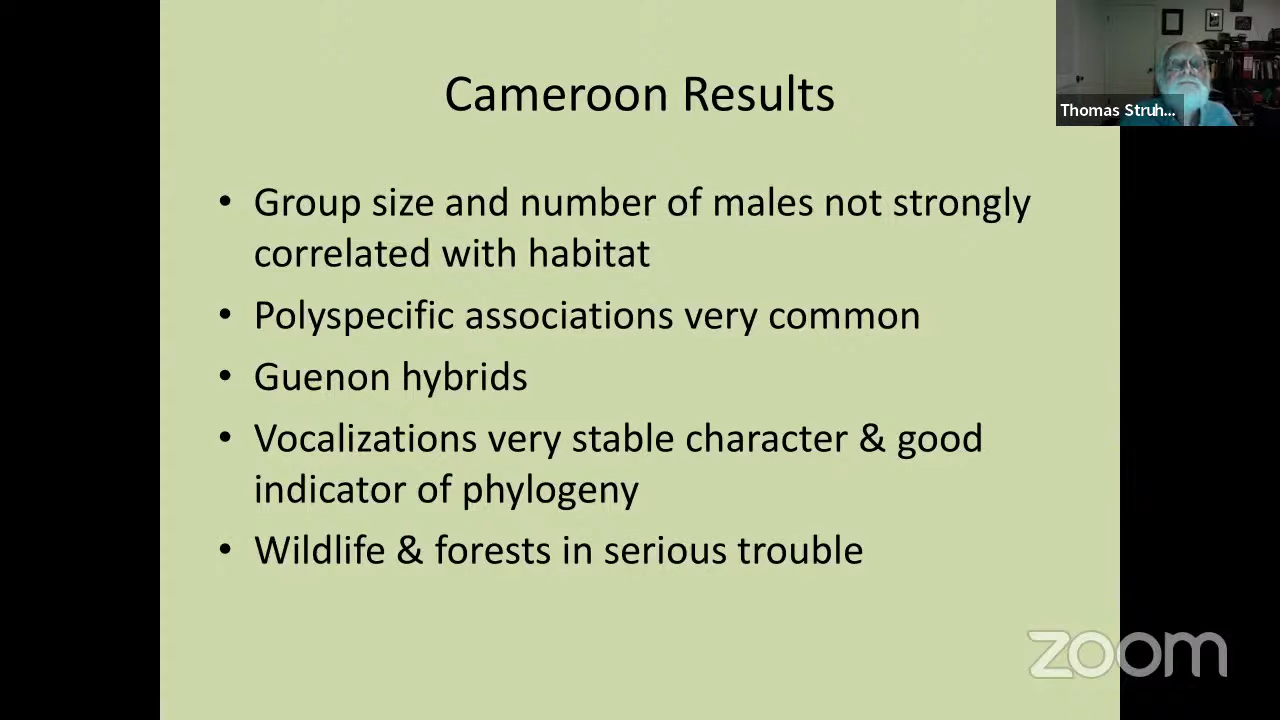 Cameroon Results
Thomas Struh...
• Group size and number of males not strongly
correlated with habitat
• Polyspecific associations very common
• Guenon hybrids
• Vocalizations very stable character & good
indicator of phylogeny
• Wildlife & forests in serious trouble
zoom